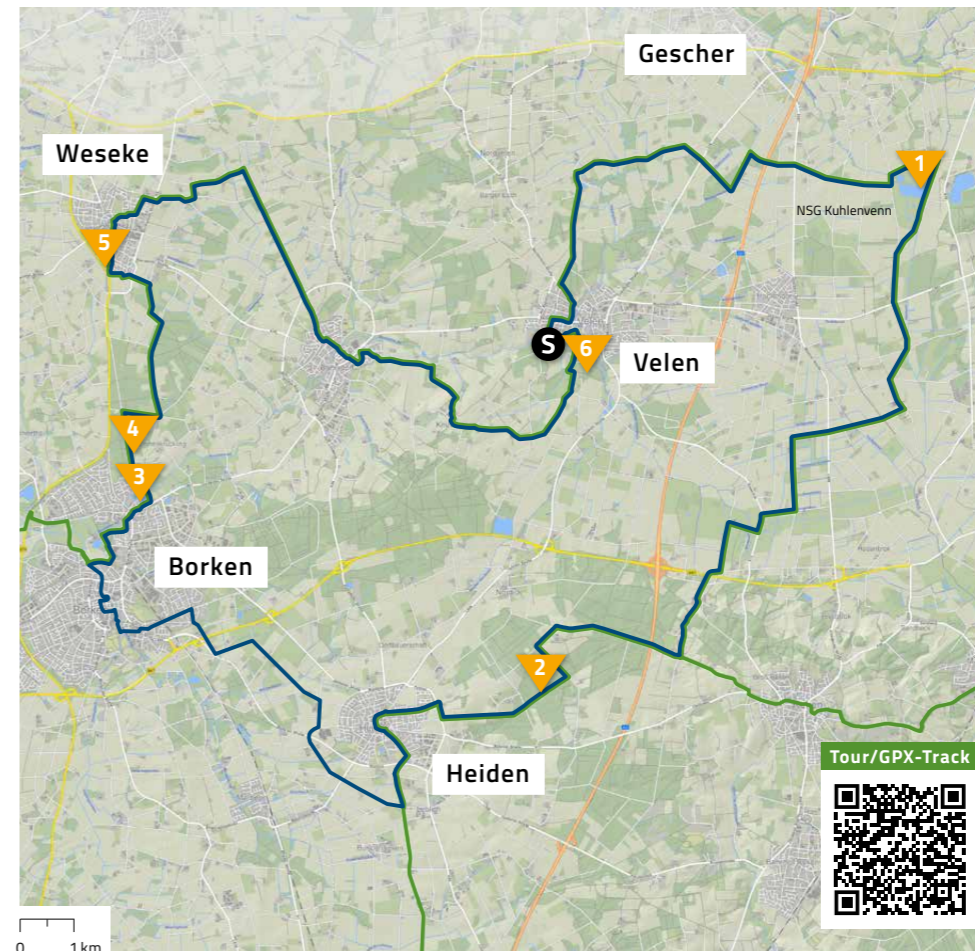 Gescher
Weseke
1
NSG Kuhlenvenn
5
S
6
Velen
4
3
Borken
2
Heiden
Tour/GPX-Track
0 1 km